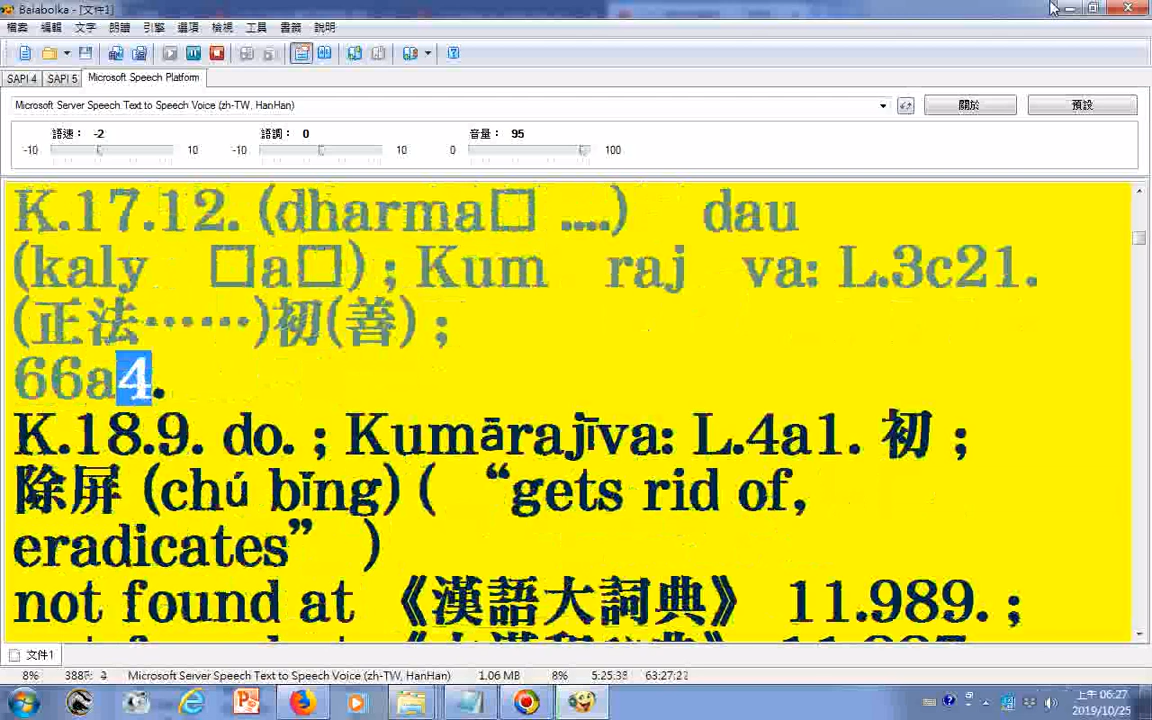 Balabolka - [文件1]
檔案 編輯 文字 朗讀 引擎 選項 檢視 工具 書籤 說明
SAPI 4 SAPI 5 Microsoft Speech Platform
Microsoft Server Speech Text to Speech Voice (zh-TW, HanHan) 關於 預設
語速： -2 語調： 0 音量： 95
-10 10 -10 10 0 100
K.17.12. (dharma□ ....) dau
(kaly □a□) ; Kum raj va: L.3c21.
(正法⋯⋯)初(善) ;
66a4.
K.18.9. do. ; Kumārajīva: L.4a1. 初 ;
除屏 (chú bǐng) ( “gets rid of,
eradicates” )
not found at 《漢語大詞典》 11.989. ;
文件1
8% Microsoft Server Speech Text to Speech Voice (zh-TW, HanHan) 1.06 MB 8% 5:25:38
上午 06:27
2019/10/25